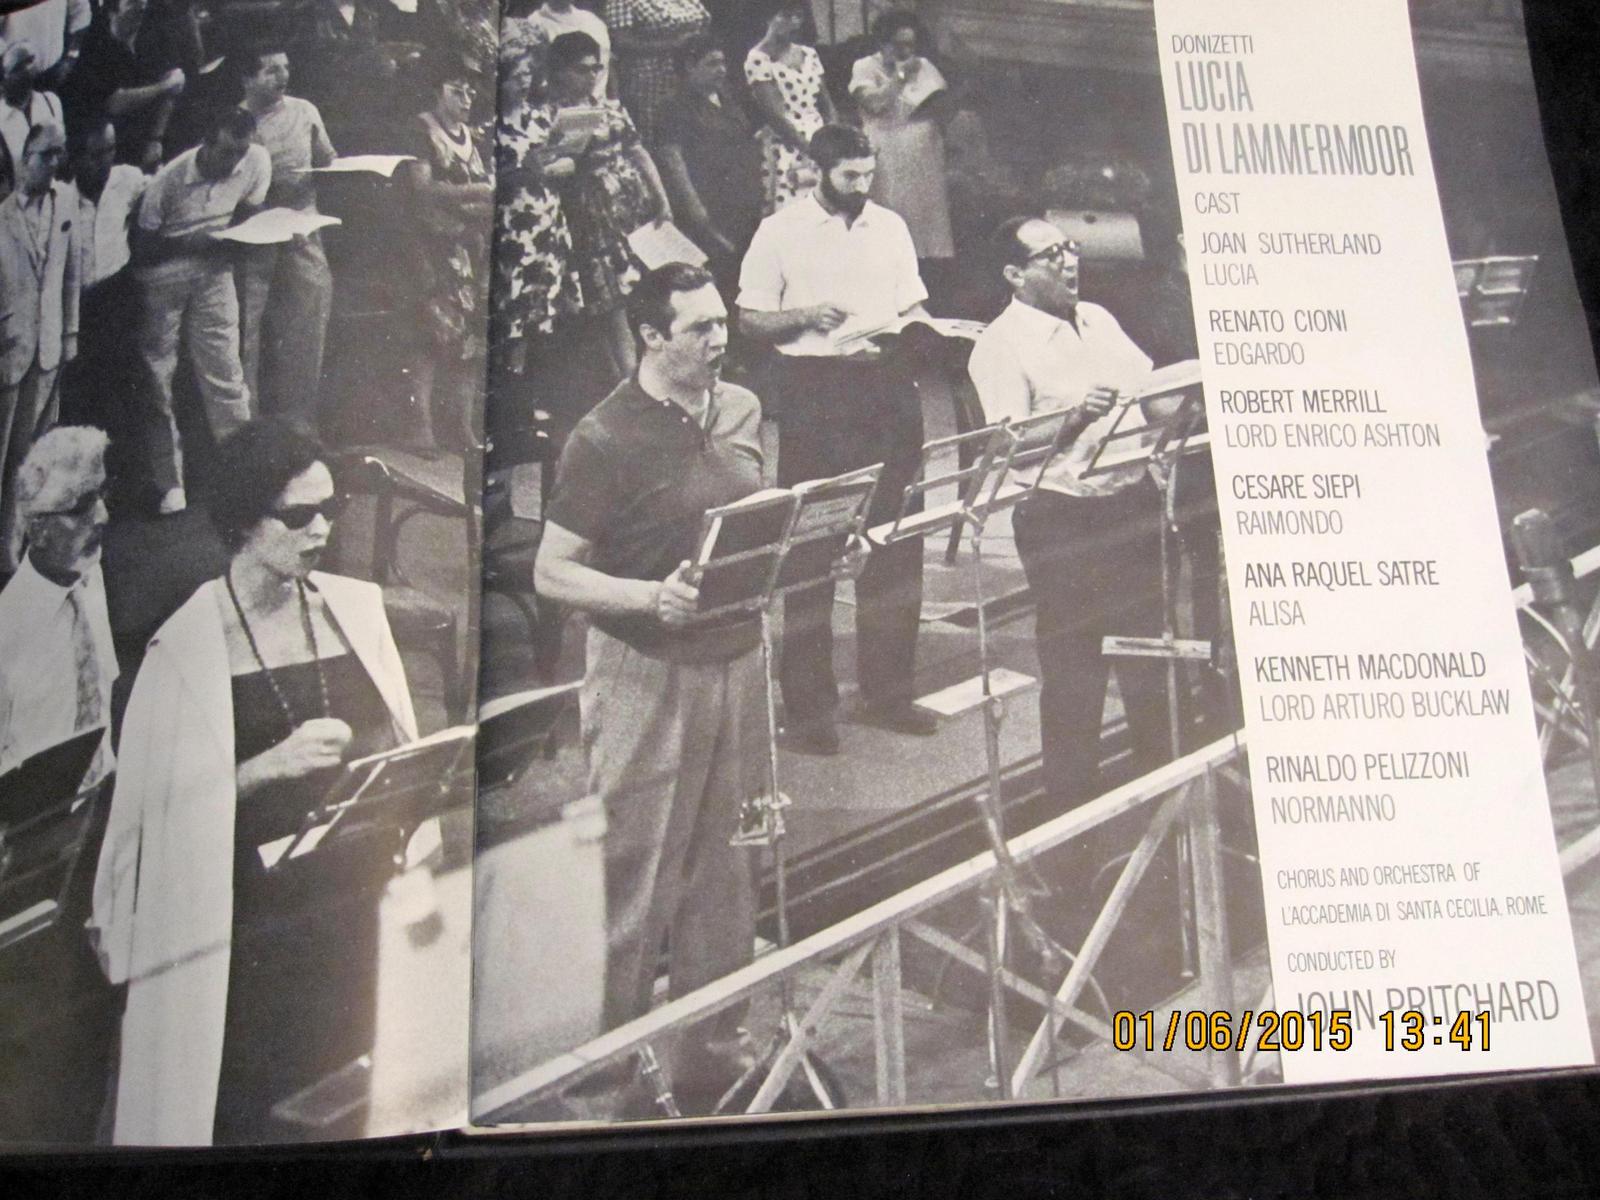 DONIZETTI
LUCIA
DI LAMMERMOOR
CAST
JOAN SUTHERLAND
LUCIA
RENATO CIONI
EDGARDO
ROBERT MERRILL
LORD ENRICO ASHTON
CESARE SIEPI
RAIMONDO
ANA RAQUEL SATRE
ALISA
KENNETH MACDONALD
LORD ARTURO BUCKLAW
RINALDO PELIZZONI
NORMANNO
CHORUS AND ORCHESTRA OF
L'ACCADEMIA DI SANTA CECILIA, ROME
CONDUCTED BY
JOHN PRITCHARD
01/06/2015 13:41